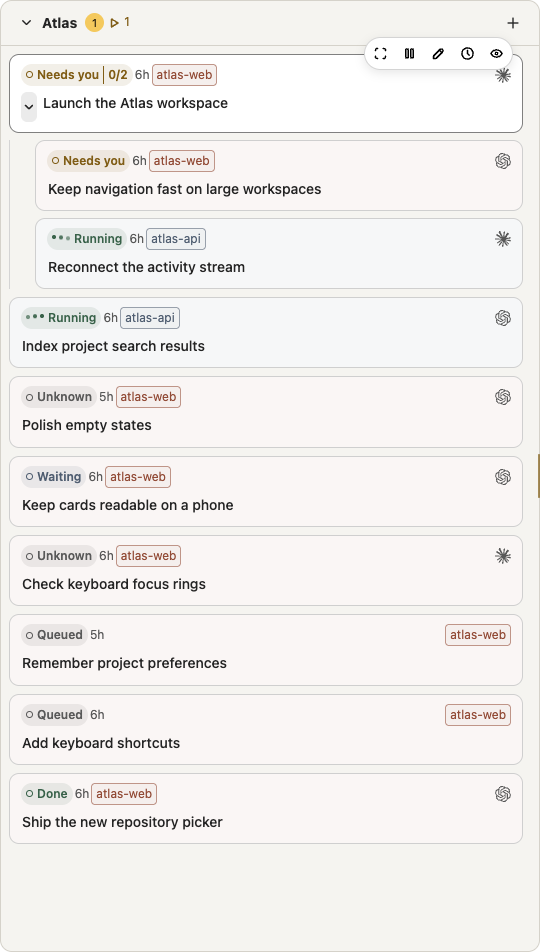 Atlas 1 1
Needs you 0/2 6h atlas-web
Launch the Atlas workspace
Needs you 6h atlas-web
Keep navigation fast on large workspaces
Running 6h atlas-api
Reconnect the activity stream
Running 6h atlas-api
Index project search results
Unknown 5h atlas-web
Polish empty states
Waiting 6h atlas-web
Keep cards readable on a phone
Unknown 6h atlas-web
Check keyboard focus rings
Queued 5h atlas-web
Remember project preferences
Queued 6h atlas-web
Add keyboard shortcuts
Done 6h atlas-web
Ship the new repository picker